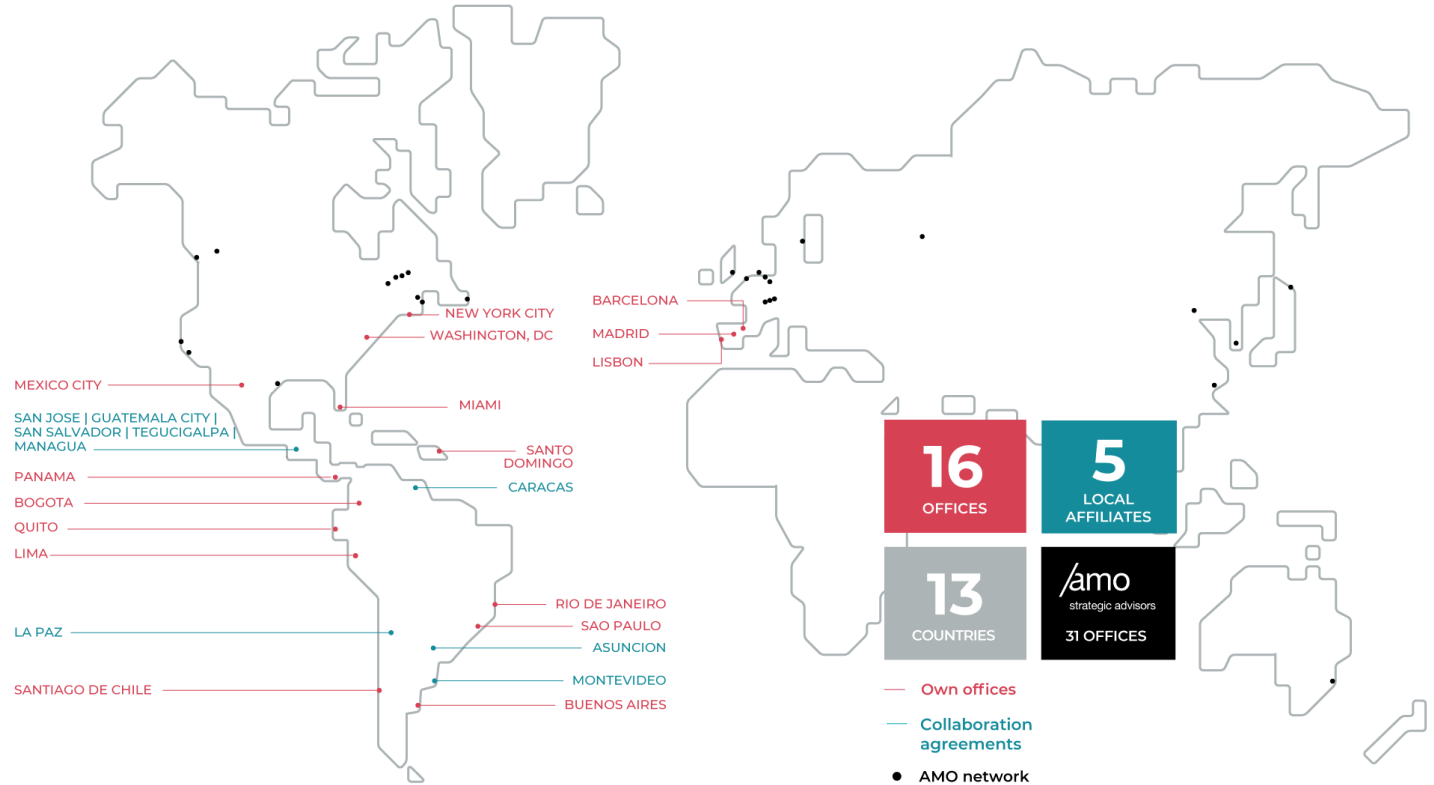 BARCELONA
NEW YORK CITY
MADRID
WASHINGTON, DC
LISBON
MEXICO CITY
MIAMI
SAN JOSE | GUATEMALA CITY |
SAN SALVADOR | TEGUCIGALPA |
MANAGUA
SANTO
DOMINGO
PANAMA
CARACAS
BOGOTA
QUITO
LIMA
RIO DE JANEIRO
SAO PAULO
LA PAZ
ASUNCION
MONTEVIDEO
SANTIAGO DE CHILE
BUENOS AIRES
16
OFFICES
5
LOCAL
AFFILIATES
13
COUNTRIES
/amo
strategic advisors
31 OFFICES
Own offices
Collaboration
agreements
AMO network